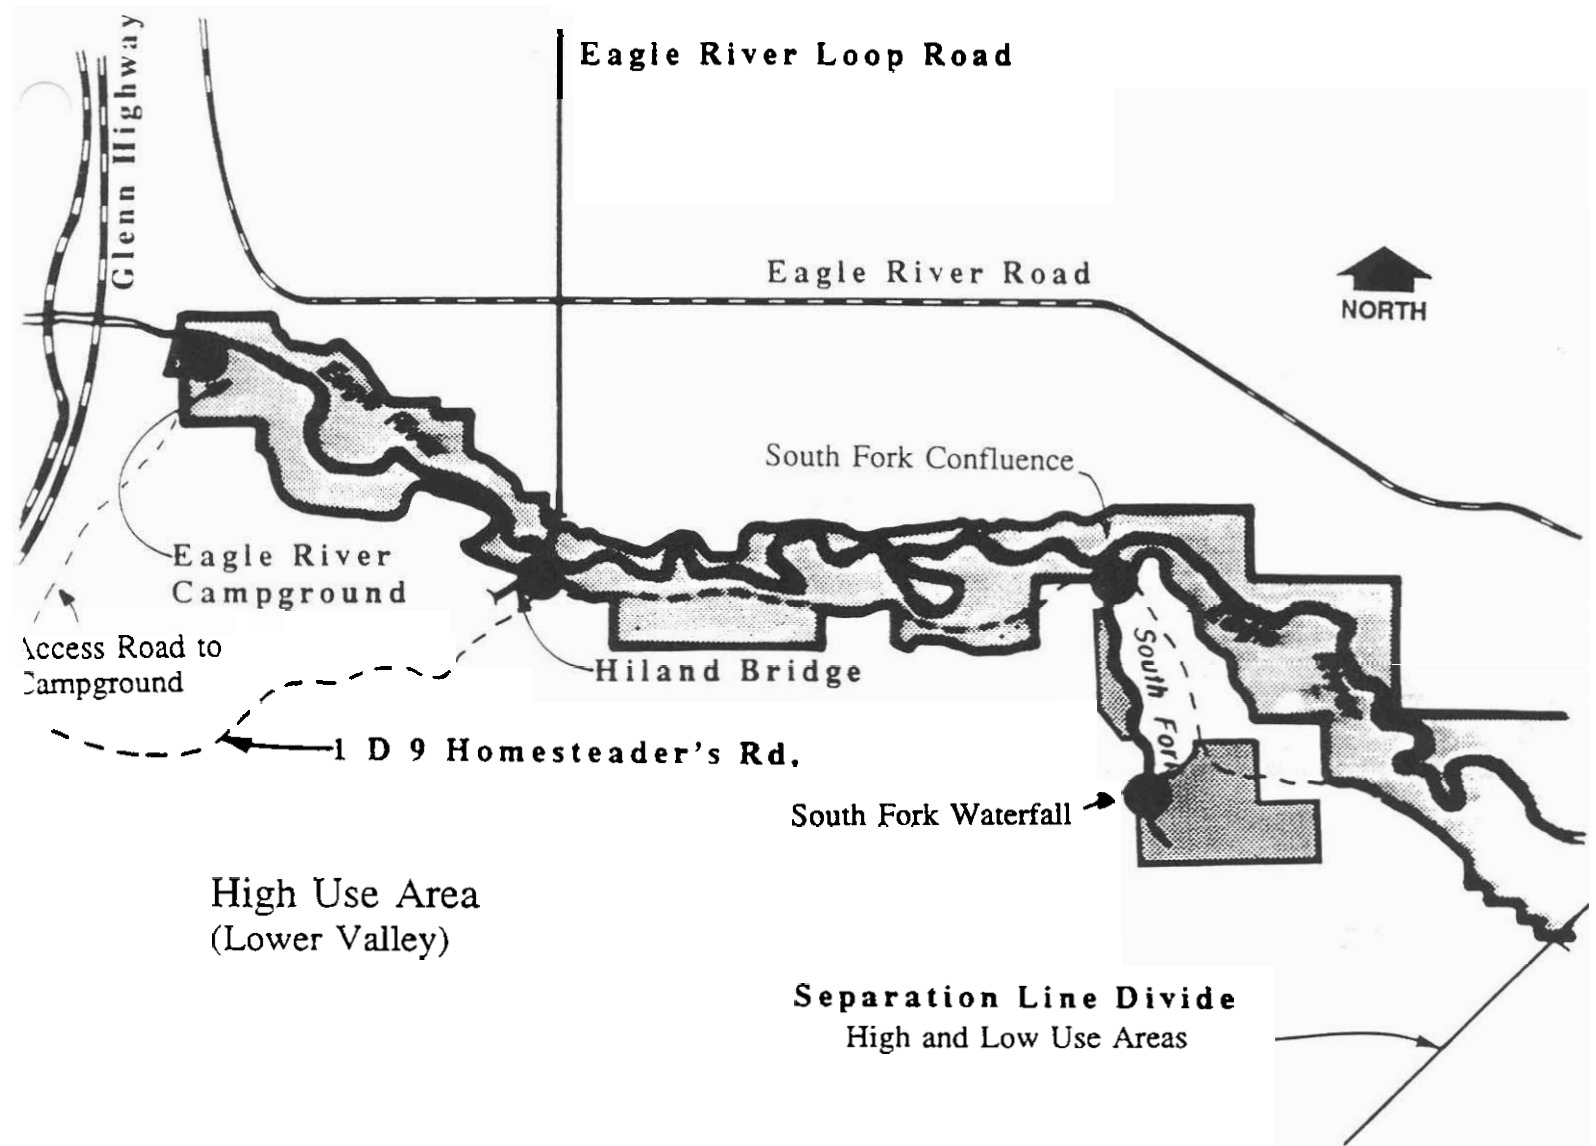 Glenn Highway
Eagle River Loop Road
Eagle River Road
NORTH
South Fork Confluence
Eagle River
Campground
Access Road to
Campground
Hiland Bridge
South Fork
1 D 9 Homesteader's Rd.
South Fork Waterfall
High Use Area
(Lower Valley)
Separation Line Divide
High and Low Use Areas